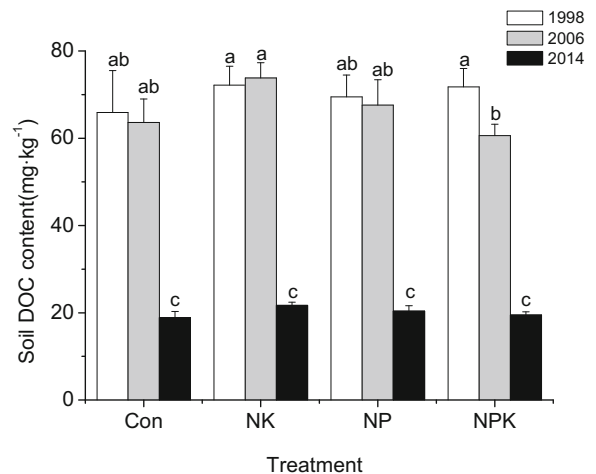 1998
2006
2014
Soil DOC content(mg·kg⁻¹)
80
60
40
20
0
ab ab c
a a c
ab ab c
a b c
Con NK NP NPK
Treatment